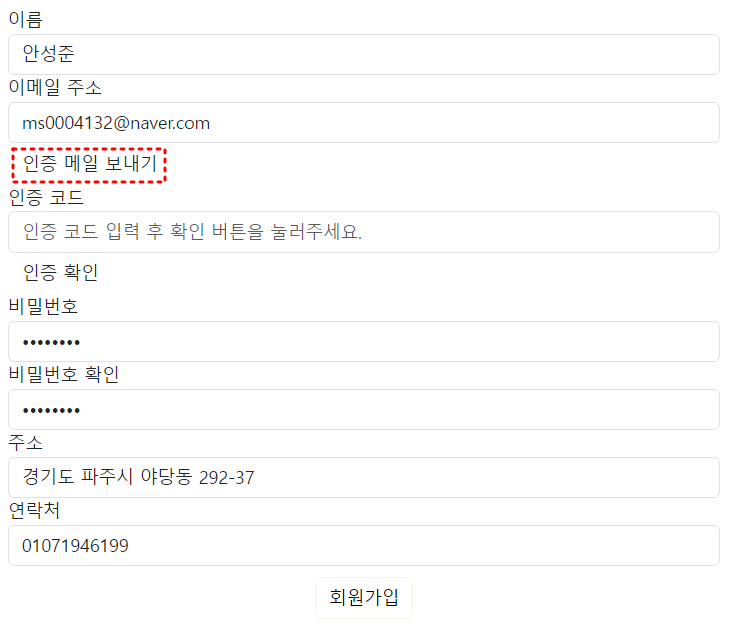 이름
안성준
이메일 주소
ms0004132@naver.com
인증 메일 보내기
인증 코드
인증 코드 입력 후 확인 버튼을 눌러주세요.
인증 확인
비밀번호
••••••••
비밀번호 확인
••••••••
주소
경기도 파주시 야당동 292-37
연락처
01071946199
회원가입